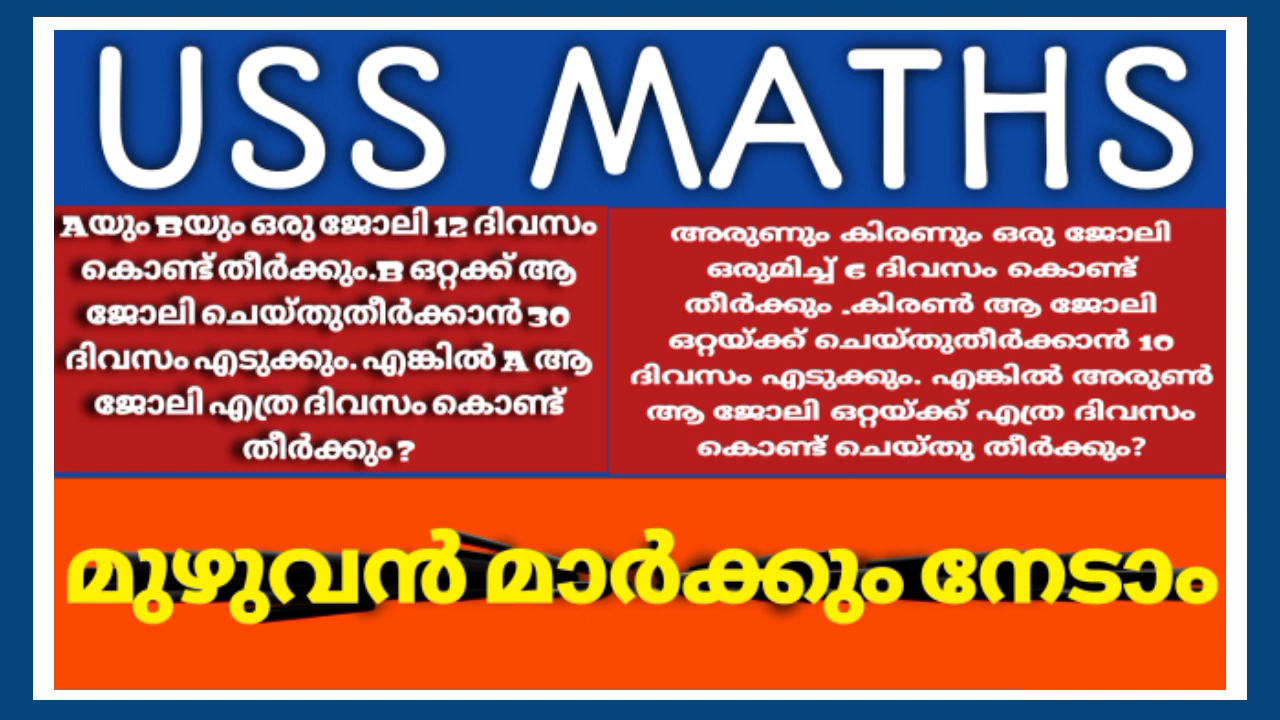 USS MATHS
Aയും Bയും ഒരു ജോലി 12 ദിവസം
കൊണ്ട് തീർക്കും.B ഒറ്റക്ക് ആ
ജോലി ചെയ്തുതീർക്കാൻ 30
ദിവസം എടുക്കും. എങ്കിൽ A ആ
ജോലി എത്ര ദിവസം കൊണ്ട്
തീർക്കും ?
അരുണും കിരണും ഒരു ജോലി
ഒരുമിച്ച് 6 ദിവസം കൊണ്ട്
തീർക്കും .കിരൺ ആ ജോലി
ഒറ്റയ്ക്ക് ചെയ്തുതീർക്കാൻ 10
ദിവസം എടുക്കും. എങ്കിൽ അരുൺ
ആ ജോലി ഒറ്റയ്ക്ക് എത്ര ദിവസം
കൊണ്ട് ചെയ്തു തീർക്കും?
മുഴുവൻ മാർക്കും നേടാം